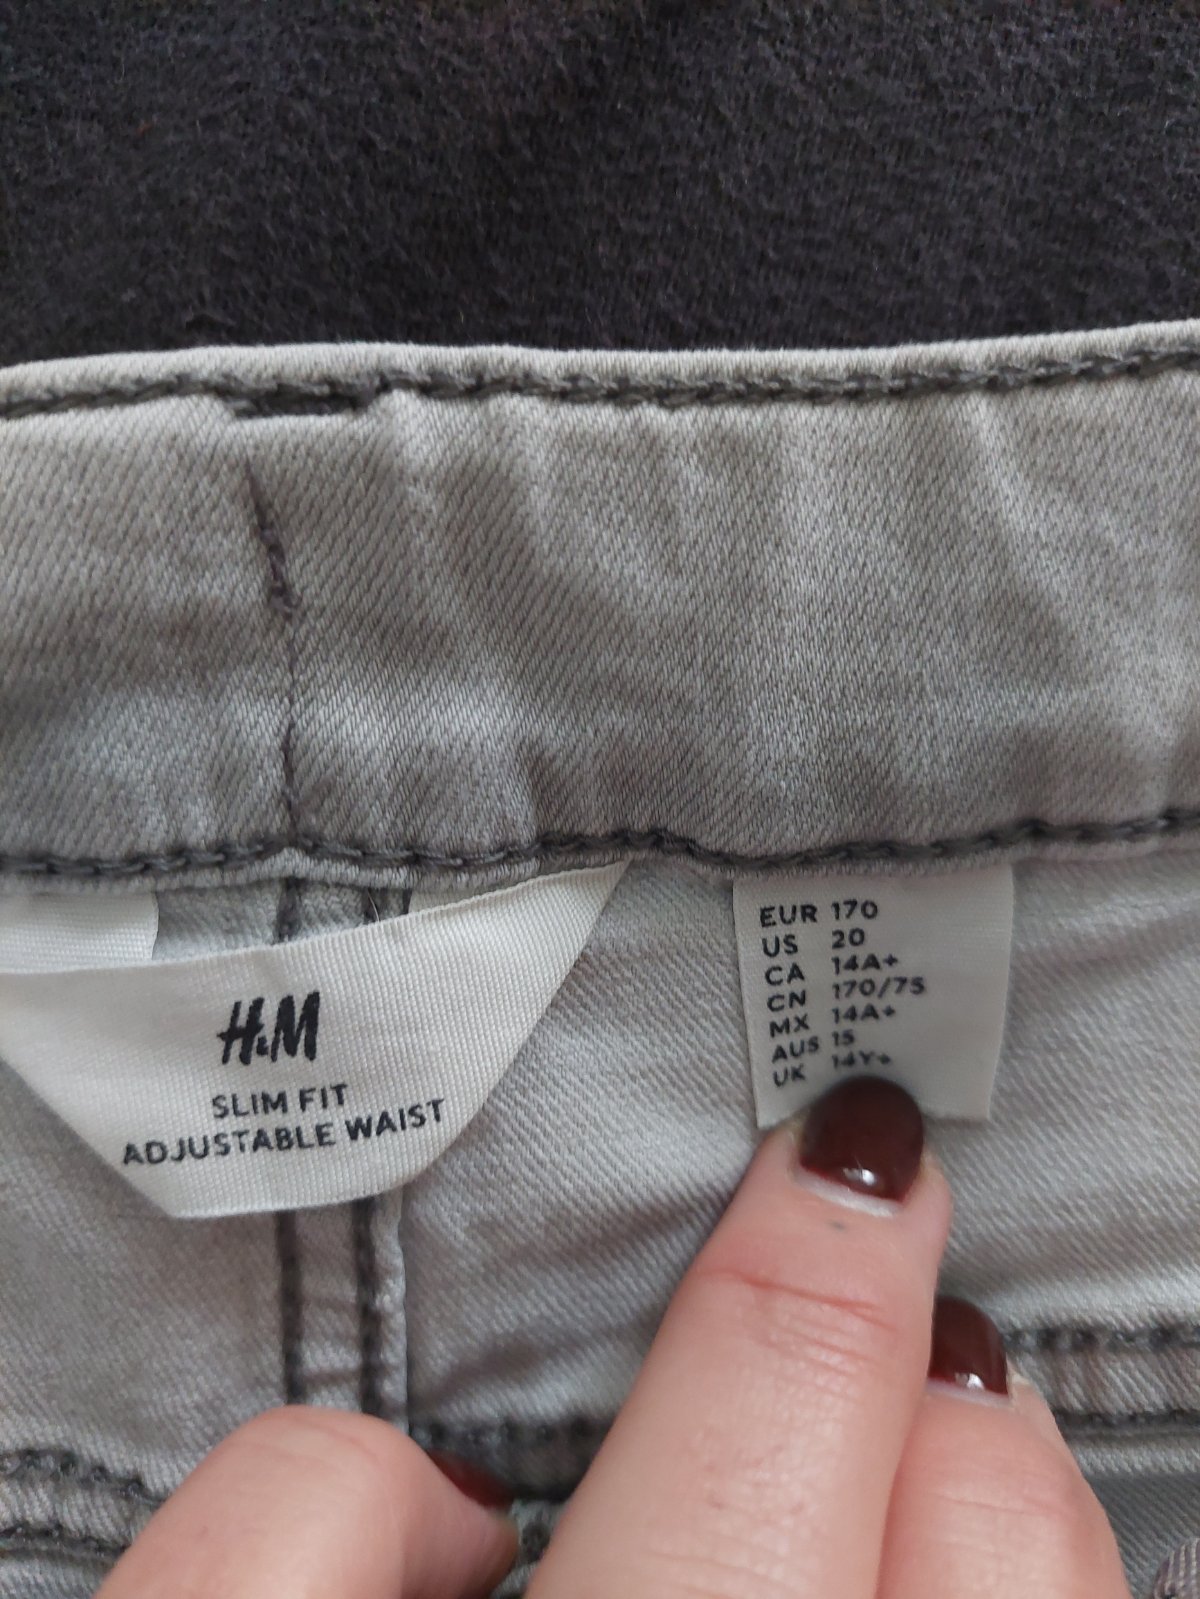 H&M
SLIM FIT
ADJUSTABLE WAIST
EUR 170
US 20
CA 14A+
CN 170/75
MX 14A+
AUS 15
UK 14Y+